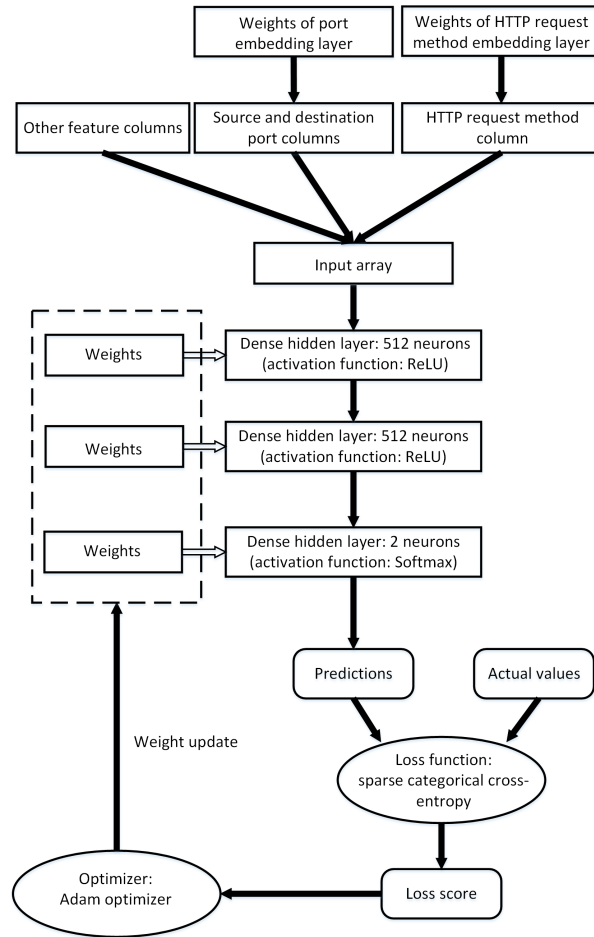 Weights of port
embedding layer
Weights of HTTP request
method embedding layer
Other feature columns
Source and destination
port columns
HTTP request method
column
Input array
Weights
Dense hidden layer: 512 neurons
(activation function: ReLU)
Weights
Dense hidden layer: 512 neurons
(activation function: ReLU)
Weights
Dense hidden layer: 2 neurons
(activation function: Softmax)
Predictions
Actual values
Weight update
Loss function:
sparse categorical cross-
entropy
Optimizer:
Adam optimizer
Loss score